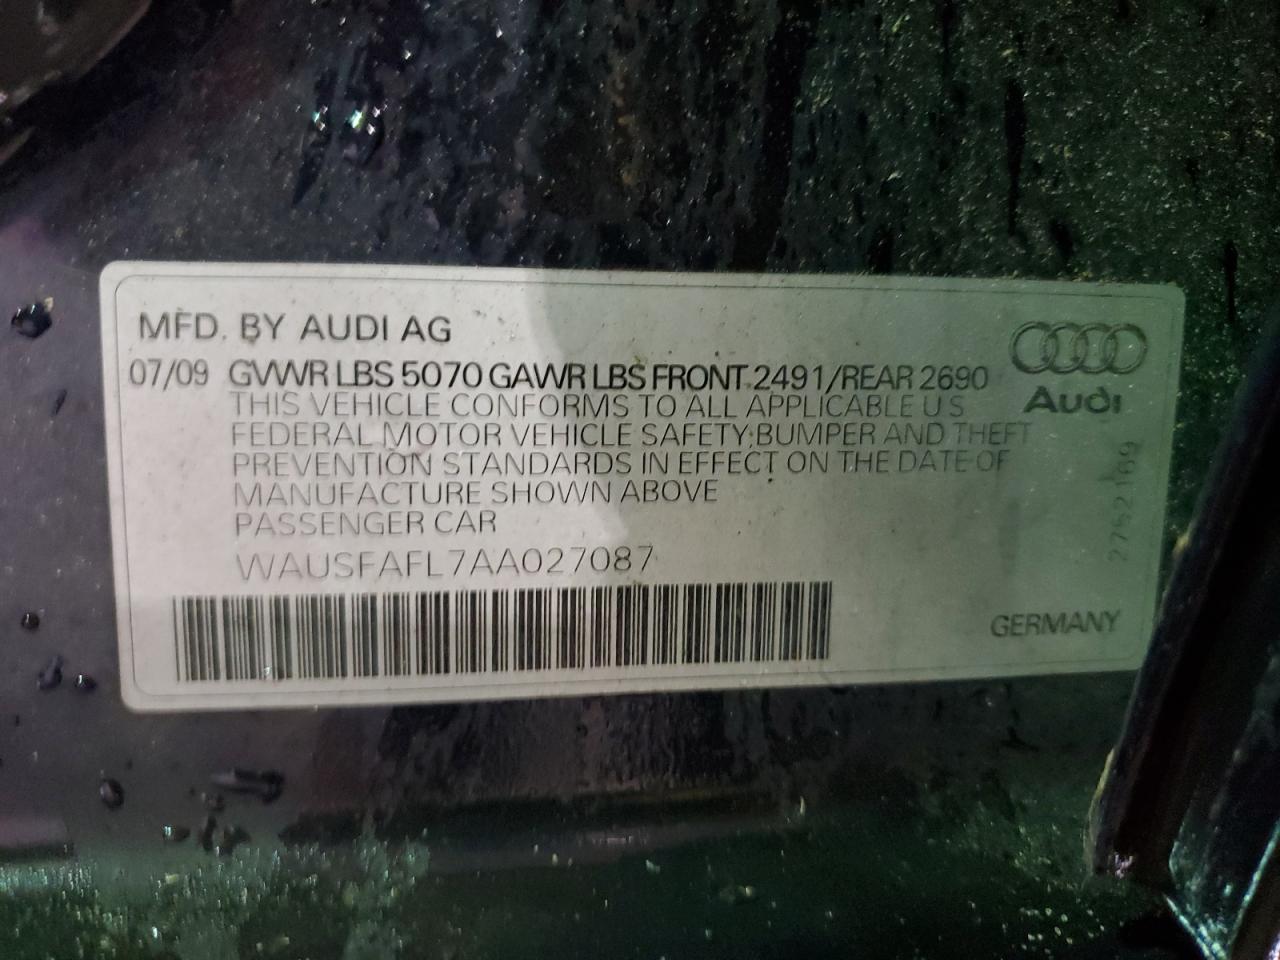 MFD. BY AUDI AG
07/09 GVWR LBS 5070 GAWR LBS FRONT 2491/REAR 2690
THIS VEHICLE CONFORMS TO ALL APPLICABLE U S
FEDERAL MOTOR VEHICLE SAFETY, BUMPER AND THEFT
PREVENTION STANDARDS IN EFFECT ON THE DATE OF
MANUFACTURE SHOWN ABOVE
PASSENGER CAR
WAUSFAFL7AA027087
Audi
2752169
GERMANY